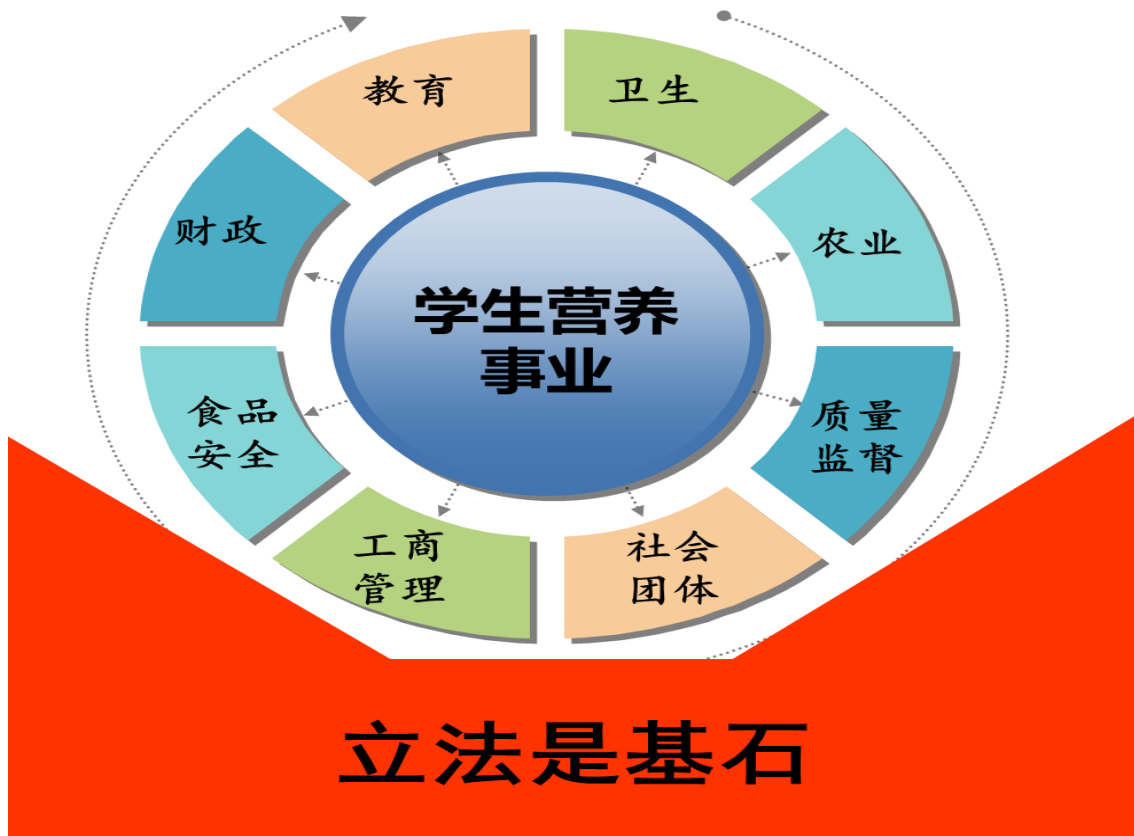 教育
卫生
财政
农业
学生营养
事业
食品
安全
质量
监督
工商
管理
社会
团体
立法是基石